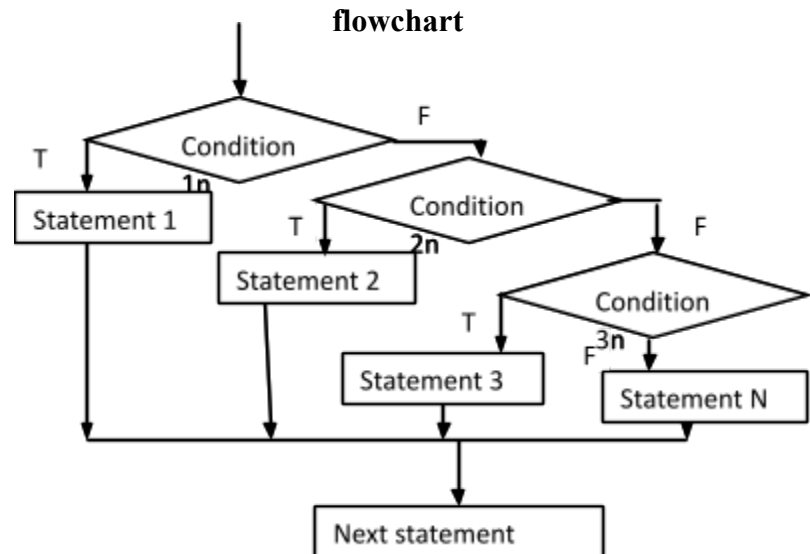 flowchart
F
Condition
1n
T
Statement 1
Condition
2n
T
F
Statement 2
Condition
3n
T
F
Statement 3
Statement N
Next statement